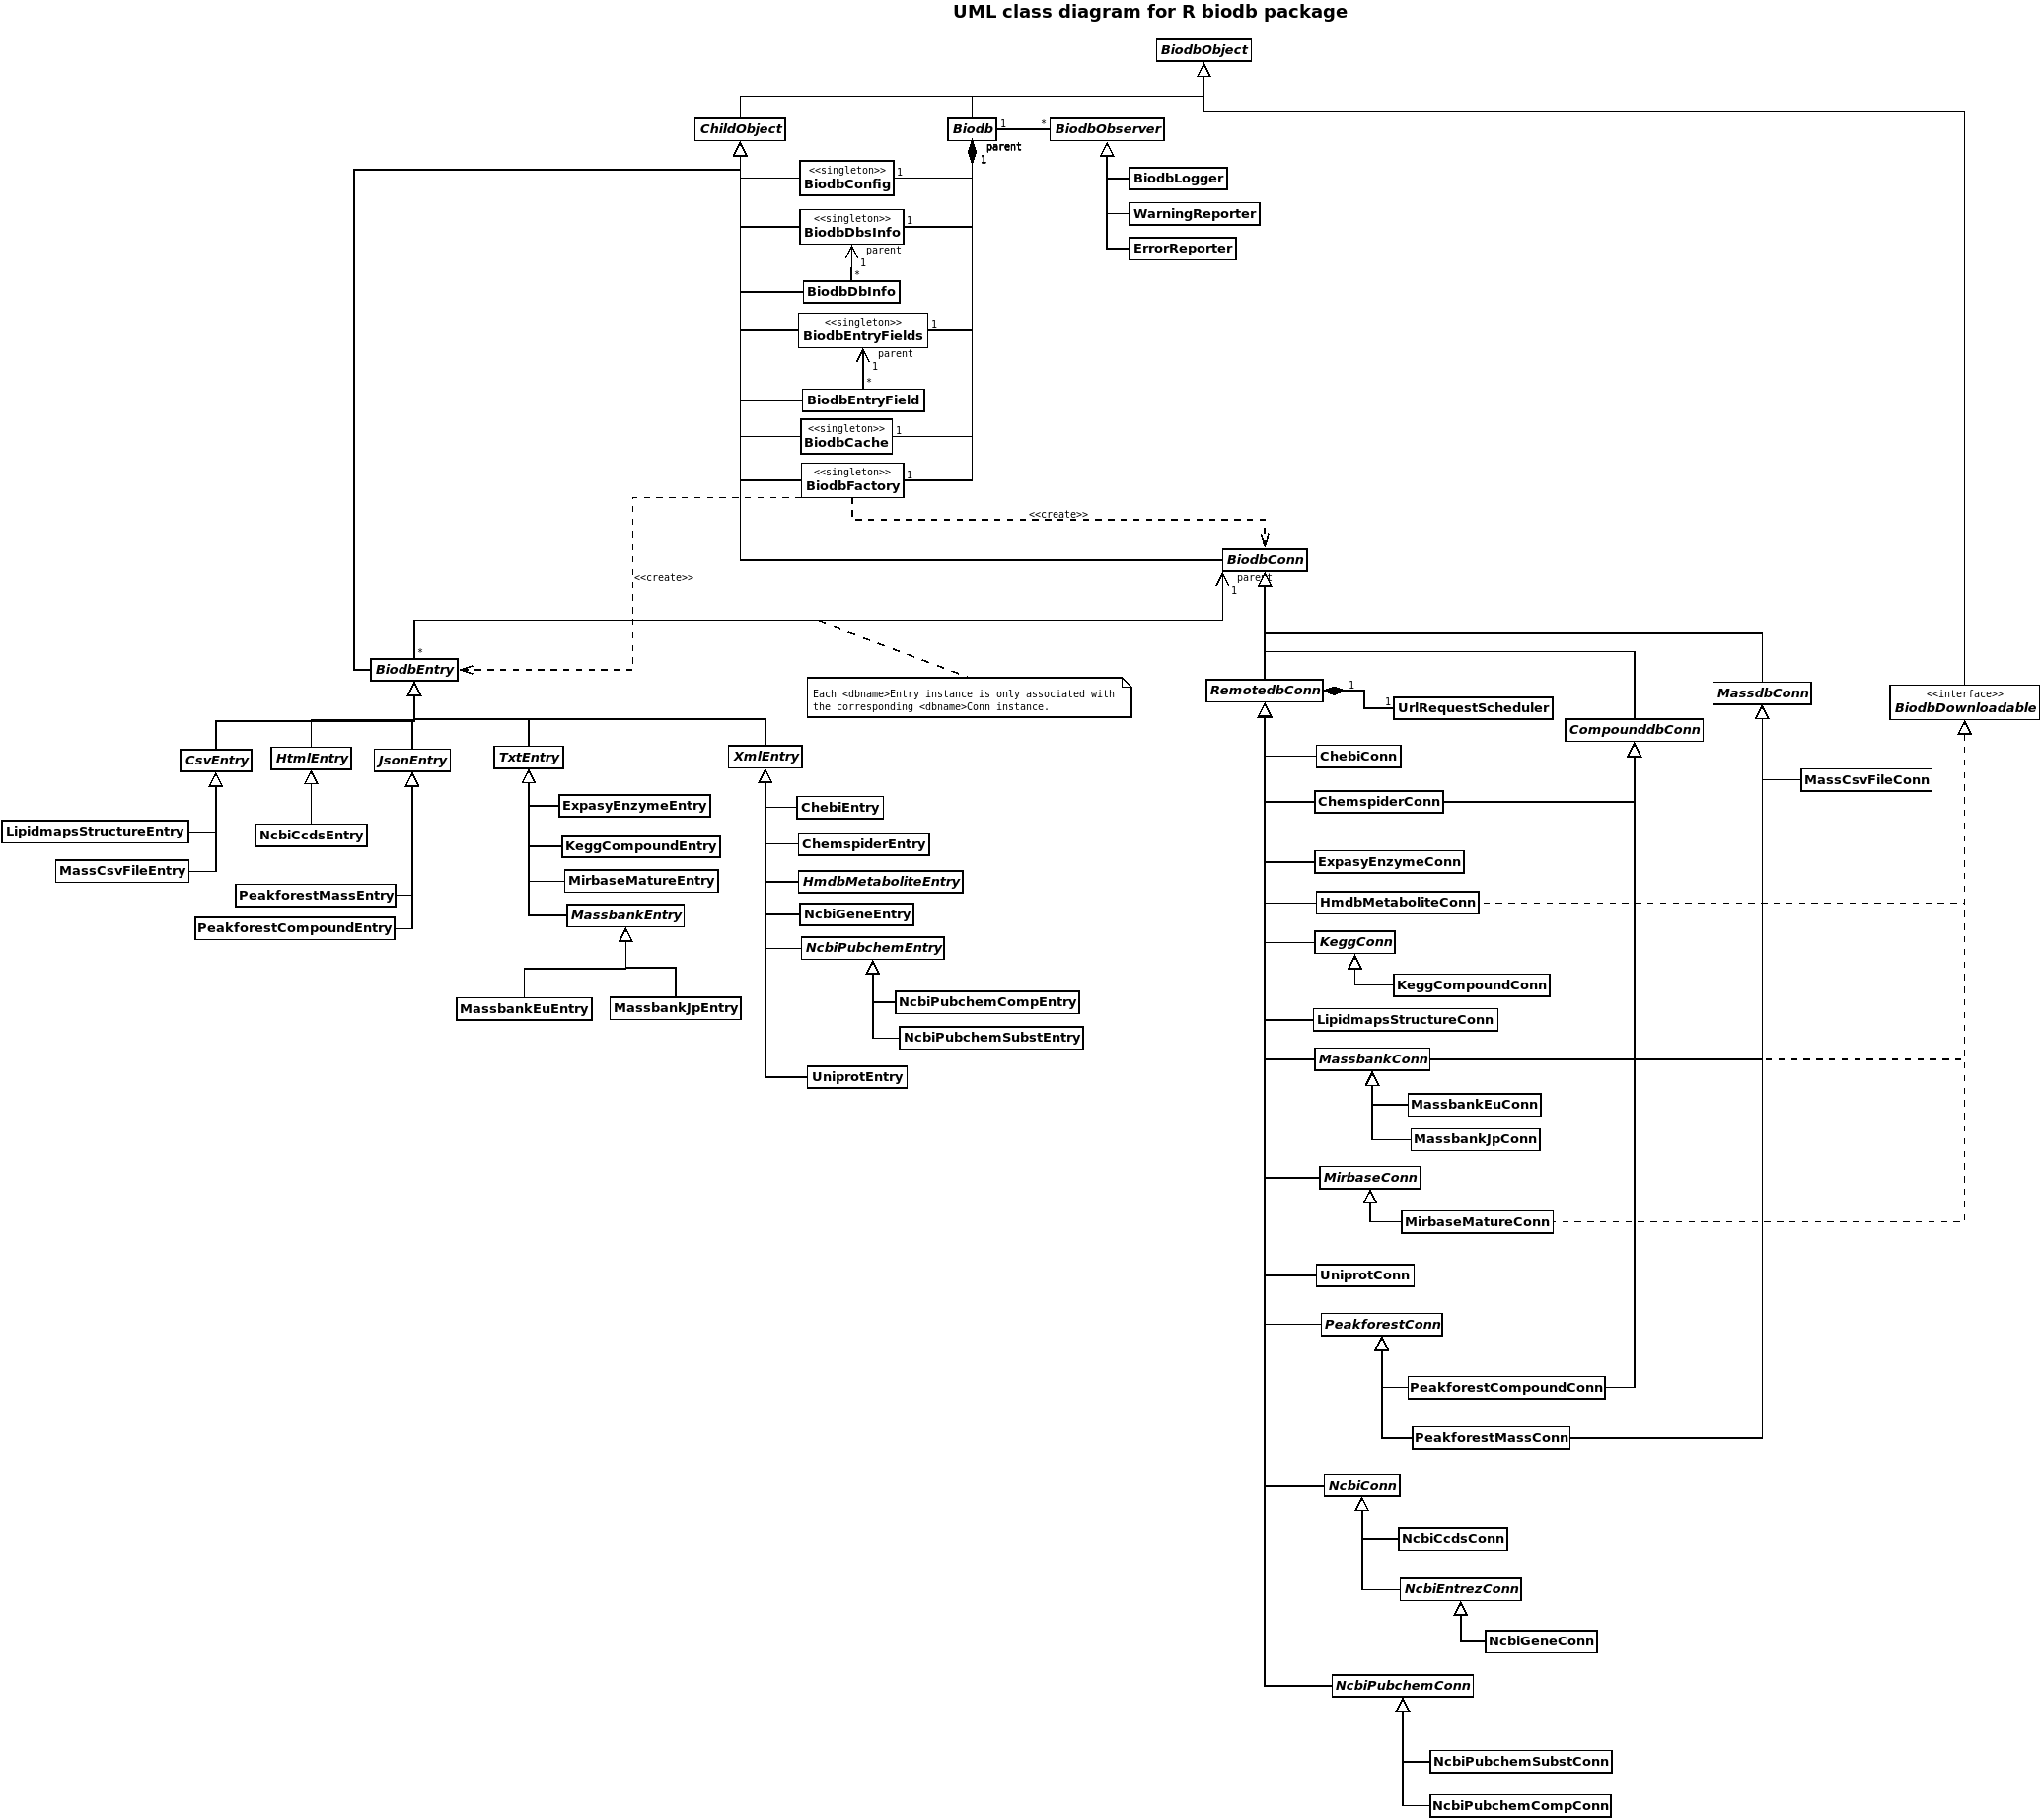 UML class diagram for R biodb package
BiodbObject
ChildObject
Biodb
1
*
BiodbObserver
parent
1
<<singleton>>
BiodbConfig
1
BiodbLogger
<<singleton>>
BiodbDbsInfo
1
WarningReporter
parent
1
*
ErrorReporter
BiodbDbInfo
<<singleton>>
BiodbEntryFields
1
parent
1
*
BiodbEntryField
<<singleton>>
BiodbCache
1
<<singleton>>
BiodbFactory
1
<<create>>
BiodbConn
<<create>>
parent
1
*
BiodbEntry
Each <dbname>Entry instance is only associated with
the corresponding <dbname>Conn instance.
RemotedbConn
1
1
UrlRequestScheduler
MassdbConn
<<interface>>
BiodbDownloadable
CompounddbConn
CsvEntry
HtmlEntry
JsonEntry
TxtEntry
XmlEntry
ChebiConn
MassCsvFileConn
ExpasyEnzymeEntry
ChebiEntry
ChemspiderConn
LipidmapsStructureEntry
NcbiCcdsEntry
KeggCompoundEntry
ChemspiderEntry
ExpasyEnzymeConn
MassCsvFileEntry
MirbaseMatureEntry
HmdbMetaboliteEntry
PeakforestMassEntry
HmdbMetaboliteConn
MassbankEntry
NcbiGeneEntry
PeakforestCompoundEntry
NcbiPubchemEntry
KeggConn
KeggCompoundConn
MassbankEuEntry
MassbankJpEntry
NcbiPubchemCompEntry
LipidmapsStructureConn
NcbiPubchemSubstEntry
MassbankConn
UniprotEntry
MassbankEuConn
MassbankJpConn
MirbaseConn
MirbaseMatureConn
UniprotConn
PeakforestConn
PeakforestCompoundConn
PeakforestMassConn
NcbiConn
NcbiCcdsConn
NcbiEntrezConn
NcbiGeneConn
NcbiPubchemConn
NcbiPubchemSubstConn
NcbiPubchemCompConn